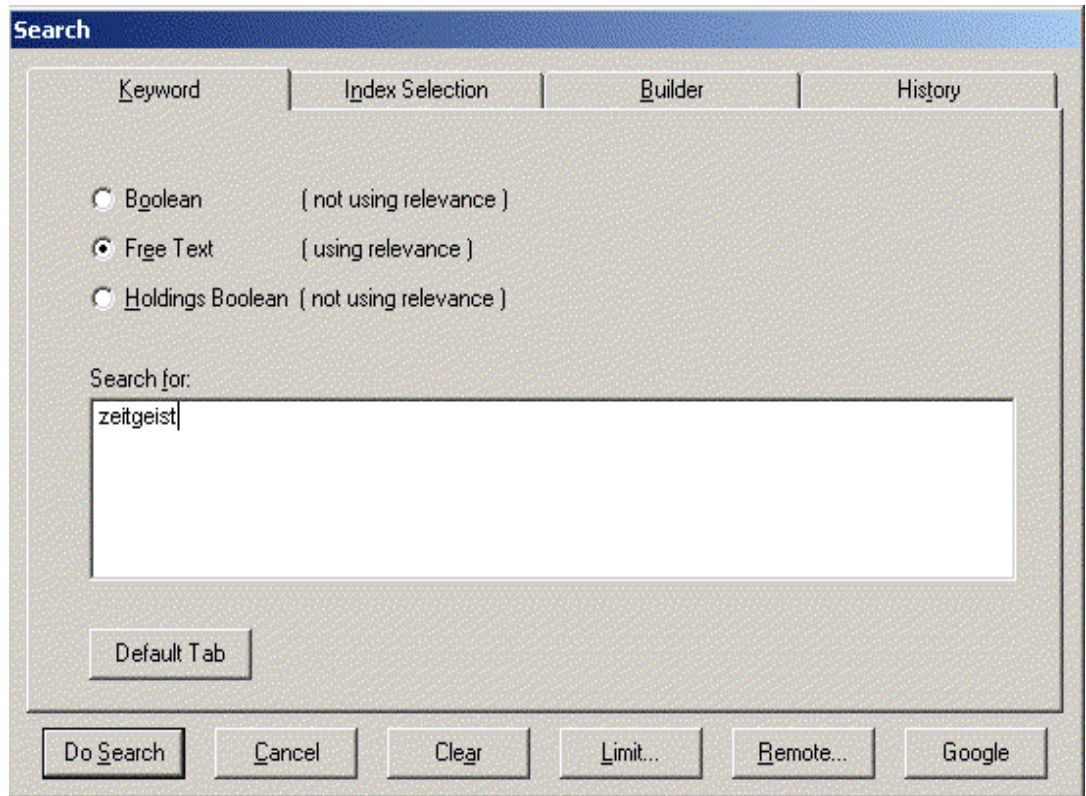 Search
Keyword Index Selection Builder History
Boolean ( not using relevance )
Free Text ( using relevance )
Holdings Boolean ( not using relevance )
Search for:
zeitgeist
Default Tab
Do Search Cancel Clear Limit... Remote... Google